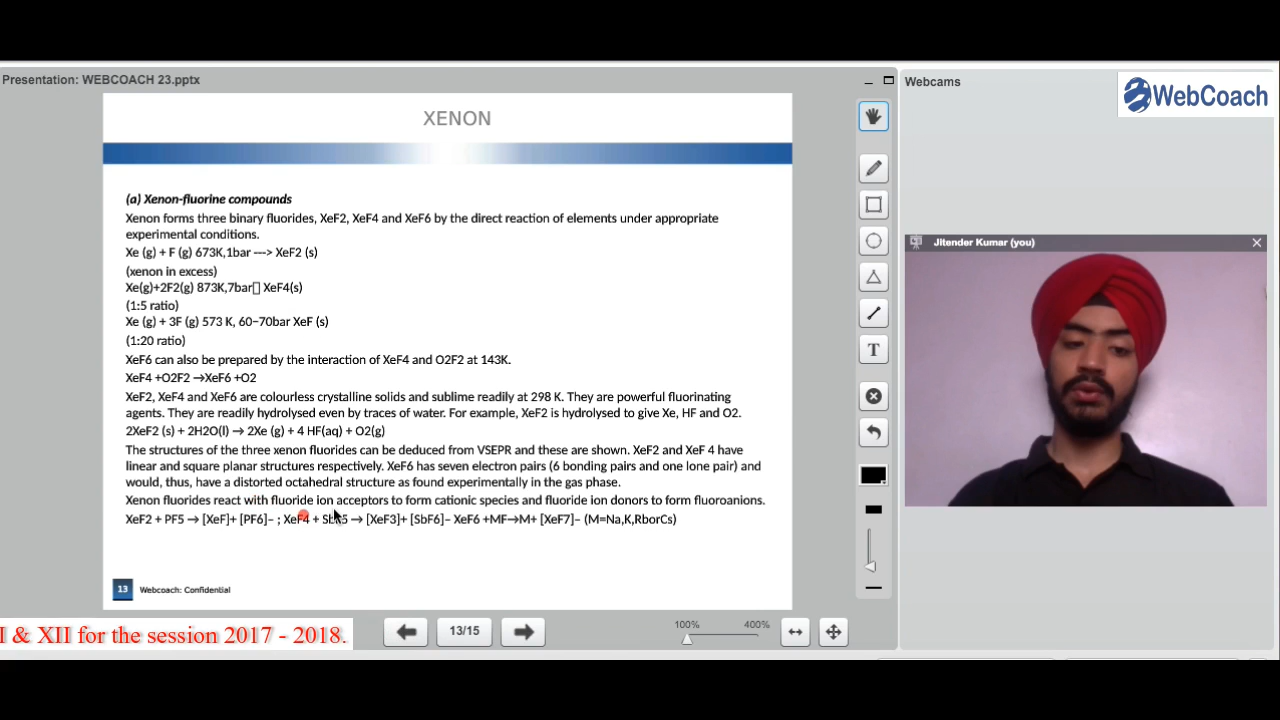 Presentation: WEBCOACH 23.pptx
Webcams
WebCoach
XENON
(a) Xenon-fluorine compounds
Xenon forms three binary fluorides, XeF2, XeF4 and XeF6 by the direct reaction of elements under appropriate
experimental conditions.
Xe (g) + F (g) 673K,1bar ---> XeF2 (s)
(xenon in excess)
Xe(g)+2F2(g) 873K,7bar▯ XeF4(s)
(1:5 ratio)
Xe (g) + 3F (g) 573 K, 60−70bar XeF (s)
(1:20 ratio)
XeF6 can also be prepared by the interaction of XeF4 and O2F2 at 143K.
XeF4 +O2F2 →XeF6 +O2
XeF2, XeF4 and XeF6 are colourless crystalline solids and sublime readily at 298 K. They are powerful fluorinating
agents. They are readily hydrolysed even by traces of water. For example, XeF2 is hydrolysed to give Xe, HF and O2.
2XeF2 (s) + 2H2O(l) → 2Xe (g) + 4 HF(aq) + O2(g)
The structures of the three xenon fluorides can be deduced from VSEPR and these are shown. XeF2 and XeF 4 have
linear and square planar structures respectively. XeF6 has seven electron pairs (6 bonding pairs and one lone pair) and
would, thus, have a distorted octahedral structure as found experimentally in the gas phase.
Xenon fluorides react with fluoride ion acceptors to form cationic species and fluoride ion donors to form fluoroanions.
XeF2 + PF5 → [XeF]+ [PF6]− ; XeF4 + SbF5 → [XeF3]+ [SbF6]− XeF6 +MF→M+ [XeF7]− (M=Na,K,RborCs)
13
Webcoach: Confidential
Jitender Kumar (you)
T
I & XII for the session 2017 - 2018.
13/15
100%
400%